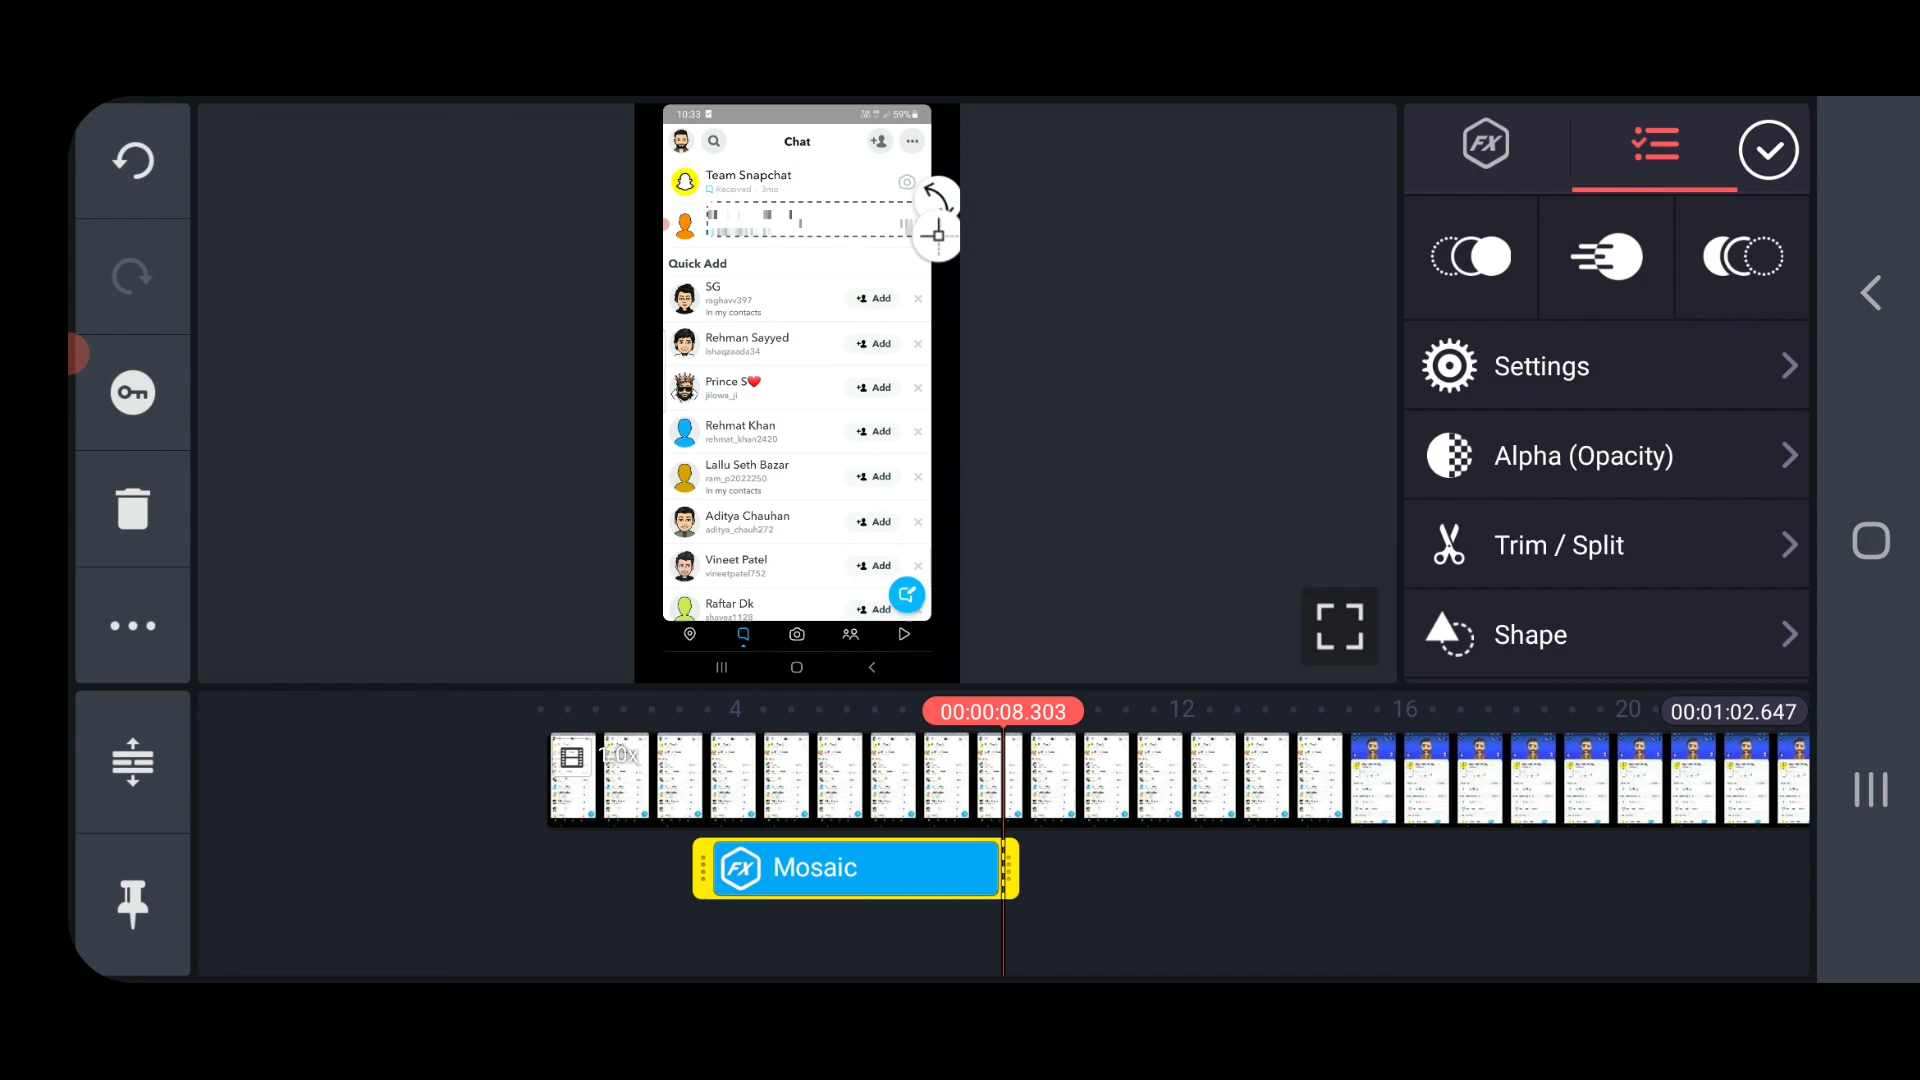 10:33
59%
Chat
Team Snapchat
Received · 3mo
Quick Add
SG
raghavv397
In my contacts
Add
Rehman Sayyed
ishaqzaada34
Add
Prince S❤️
jilowa_ji
Add
Rehmat Khan
rehmat_khan2420
Add
Lallu Seth Bazar
ram_p2022250
In my contacts
Add
Aditya Chauhan
aditya_chauh272
Add
Vineet Patel
vineetpatel752
Add
Raftar Dk
shavez1128
Add
FX
Settings
Alpha (Opacity)
Trim / Split
Shape
4
00:00:08.303
12
16
20
00:01:02.647
1.0x
FX Mosaic